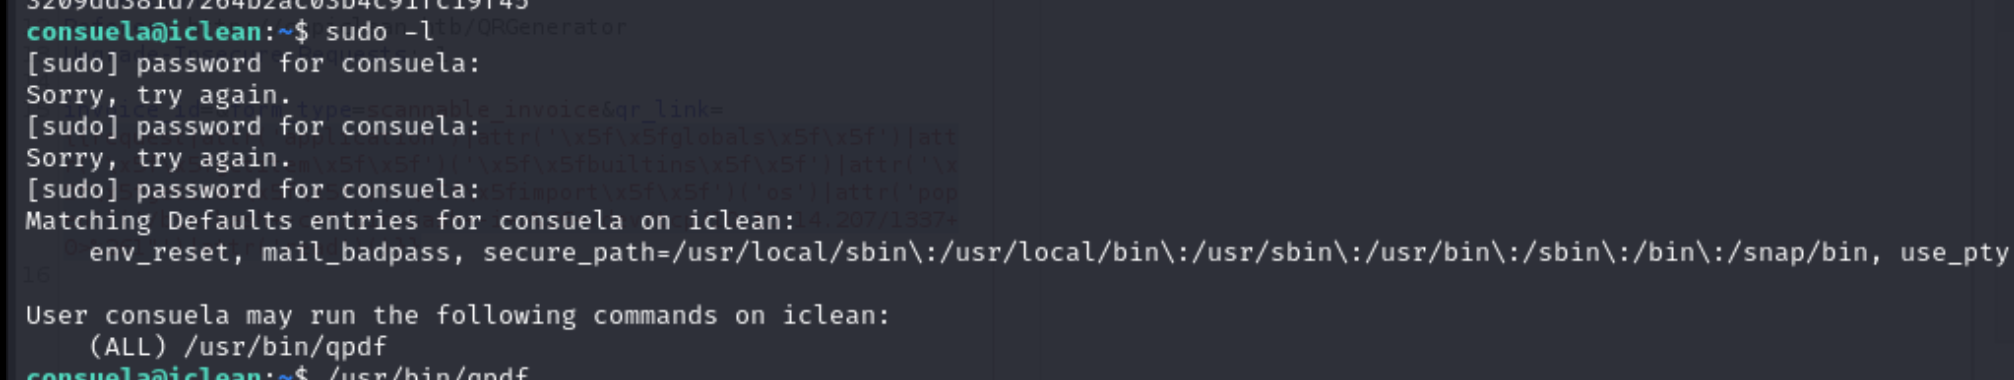 3209dd381d7264b2ac03b4c91fc19f45
consuela@iclean:~$ sudo -l
[sudo] password for consuela:
Sorry, try again.
[sudo] password for consuela:
Sorry, try again.
[sudo] password for consuela:
Matching Defaults entries for consuela on iclean:
    env_reset, mail_badpass, secure_path=/usr/local/sbin\:/usr/local/bin\:/usr/sbin\:/usr/bin\:/sbin\:/bin\:/snap/bin, use_pty
User consuela may run the following commands on iclean:
    (ALL) /usr/bin/qpdf
consuela@iclean:~$ /usr/bin/qpdf